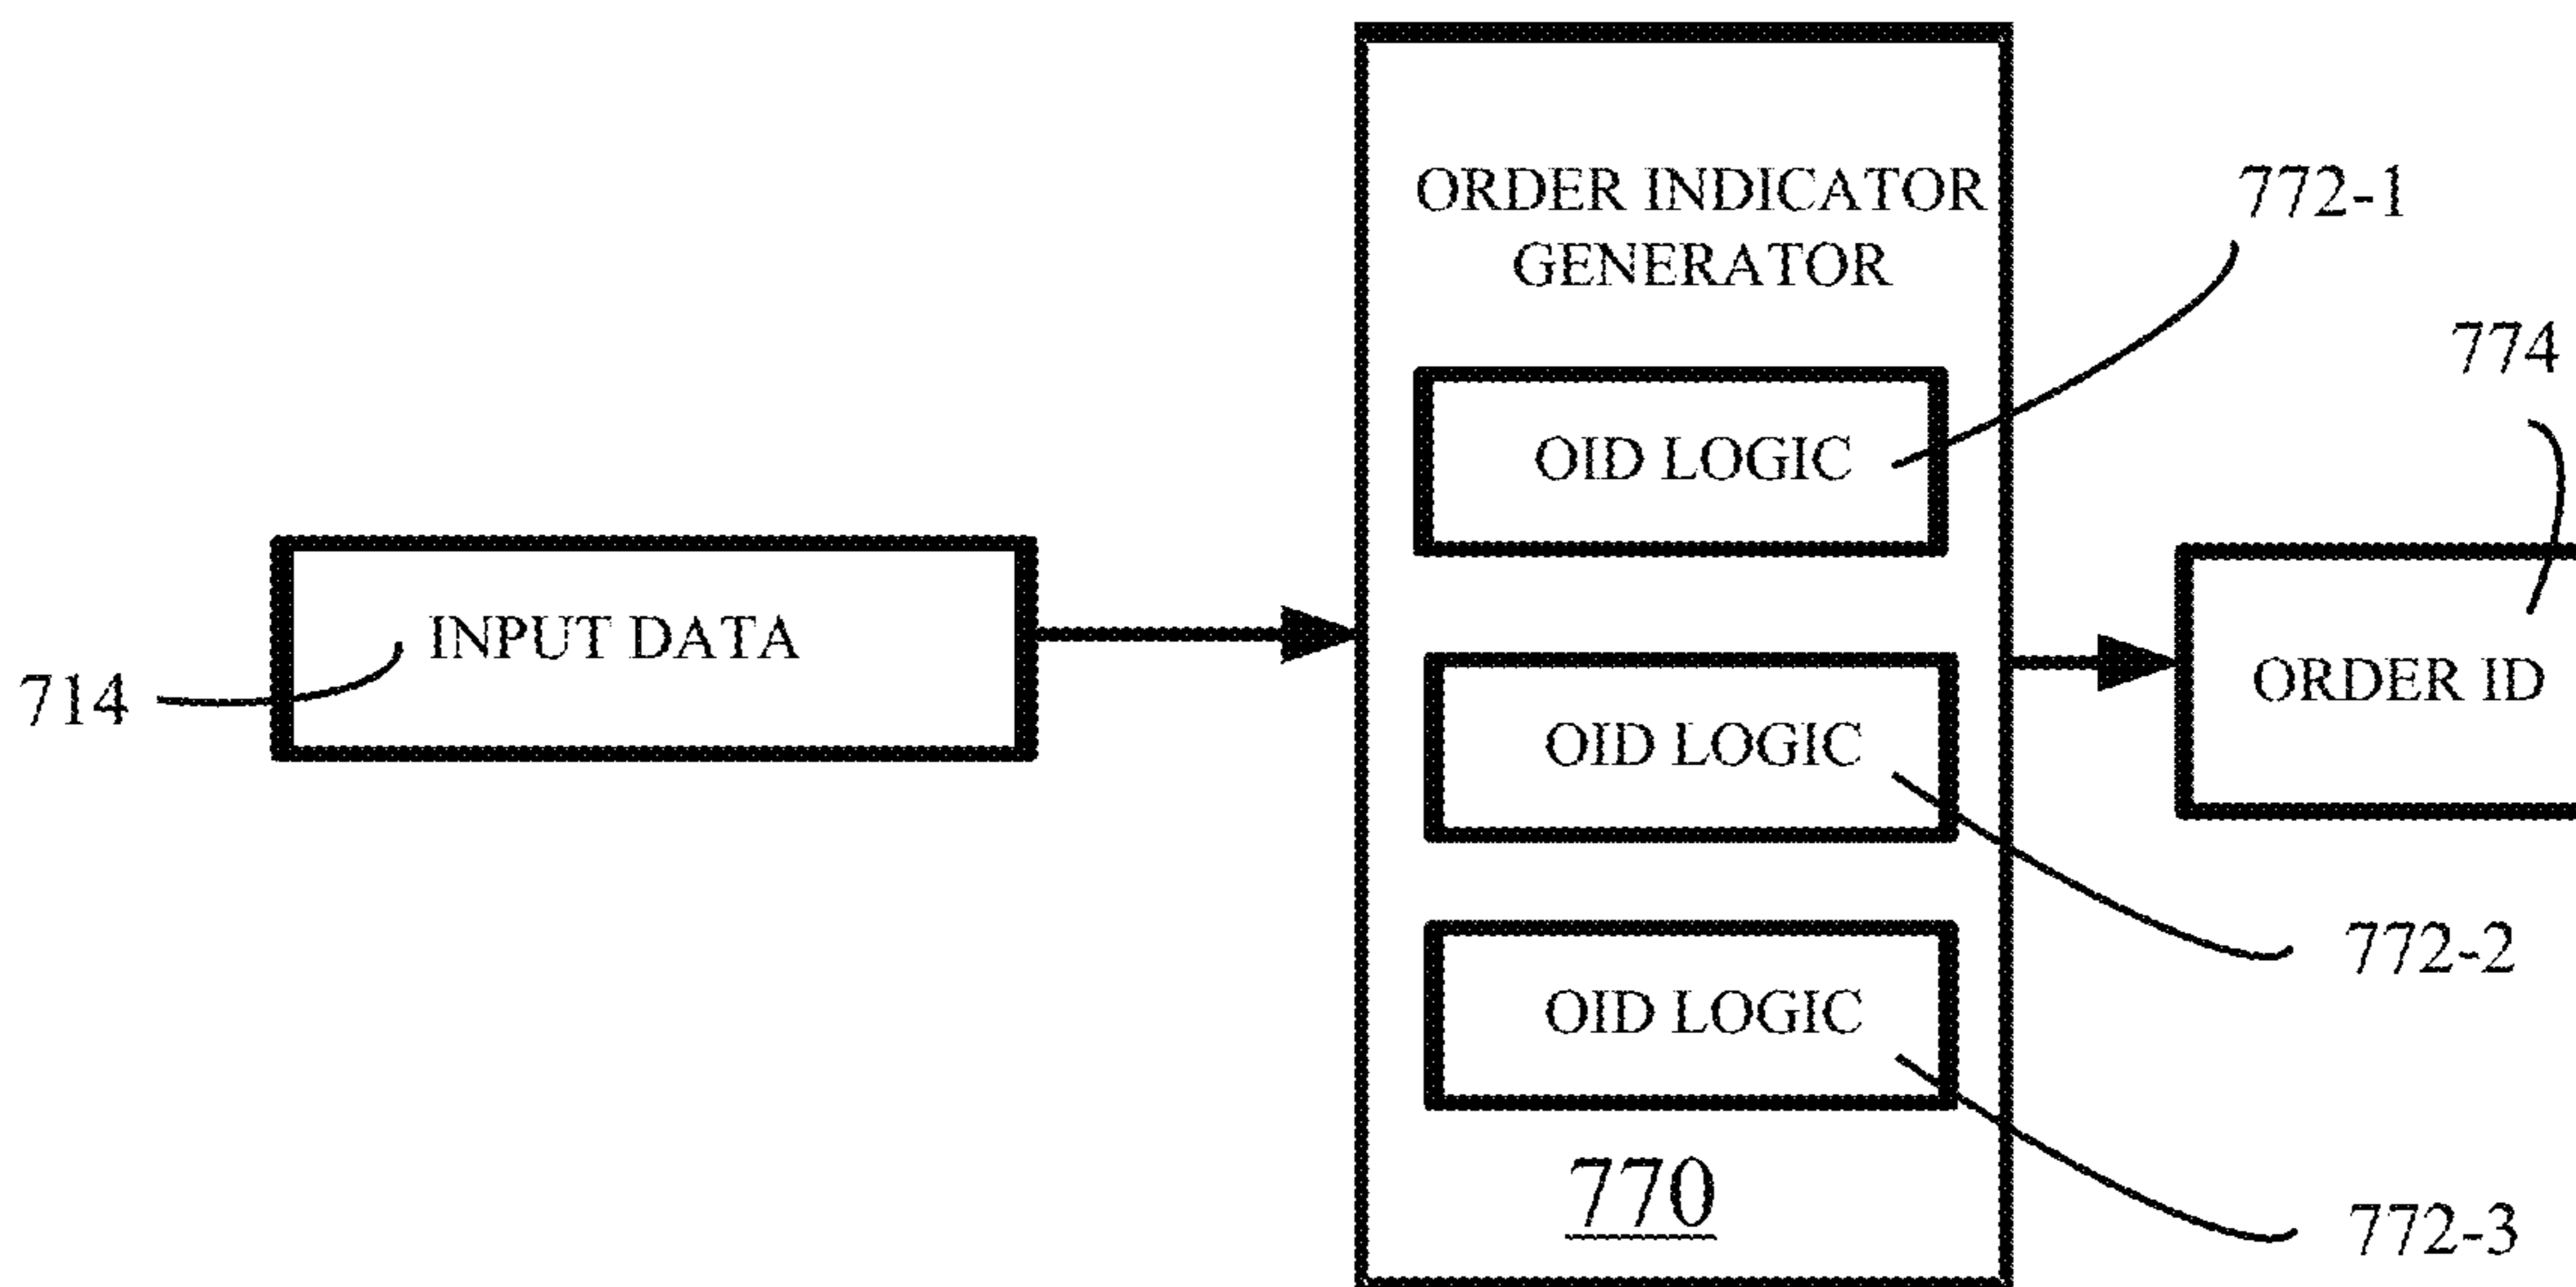 ORDER INDICATOR
GENERATOR
772-1
774
OID LOGIC
INPUT DATA
714
ORDER ID
OID LOGIC
772-2
OID LOGIC
770
772-3